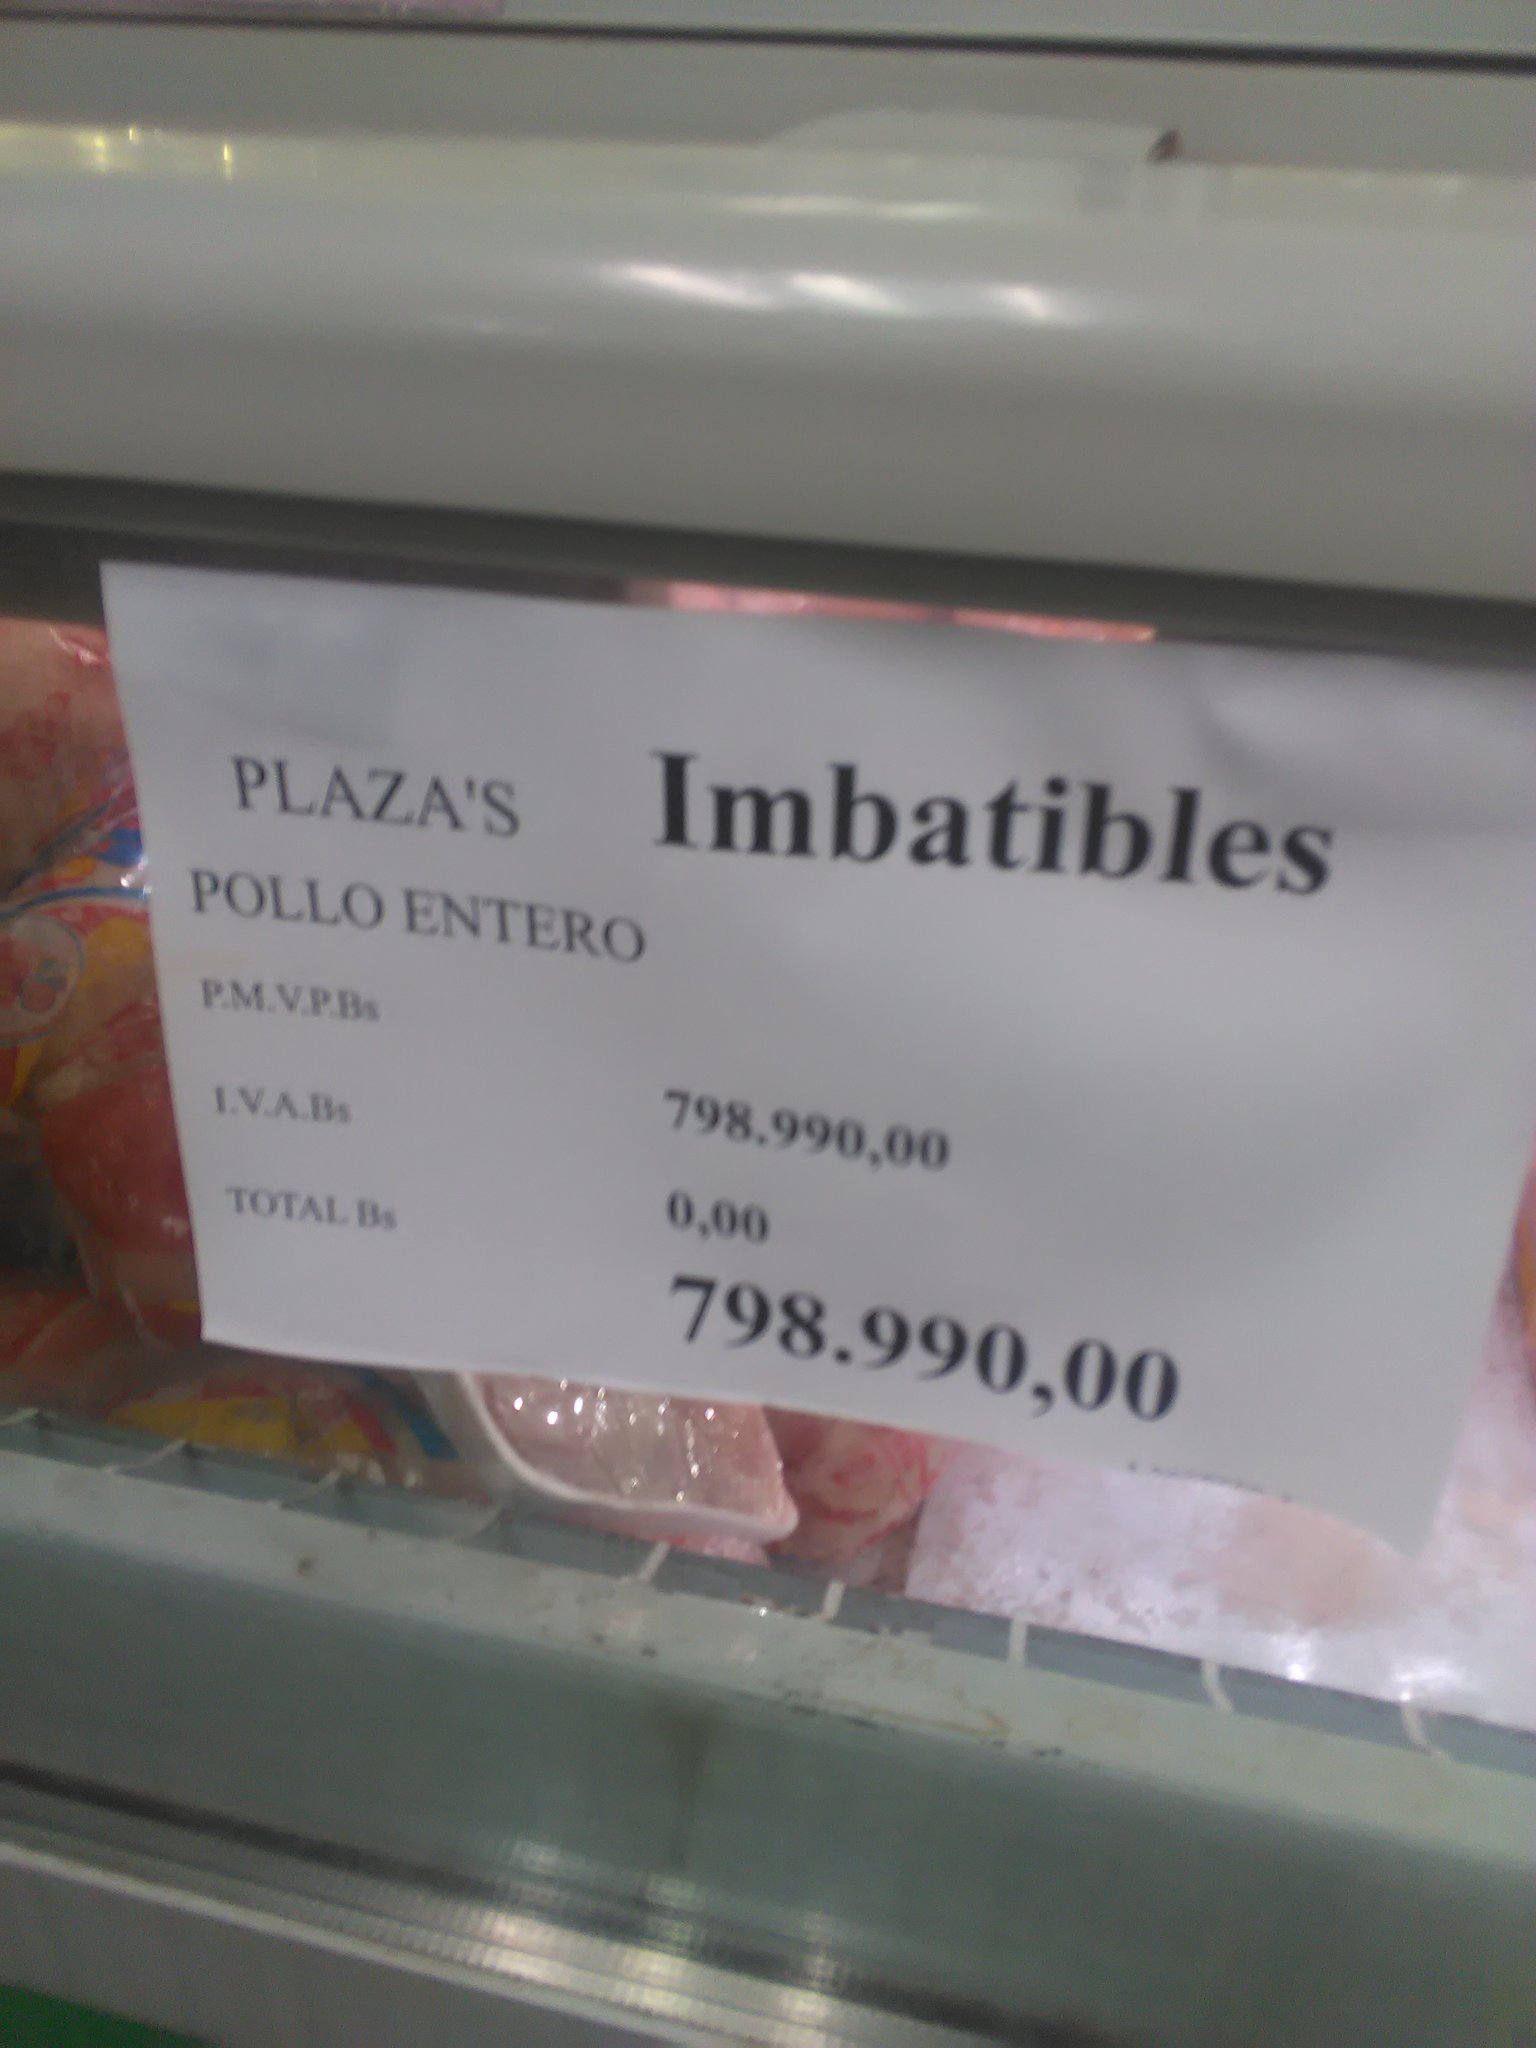 PLAZA'S Imbatibles
POLLO ENTERO
P.M.V.P.Bs
I.V.A.Bs 798.990,00
TOTAL Bs 0,00
798.990,00